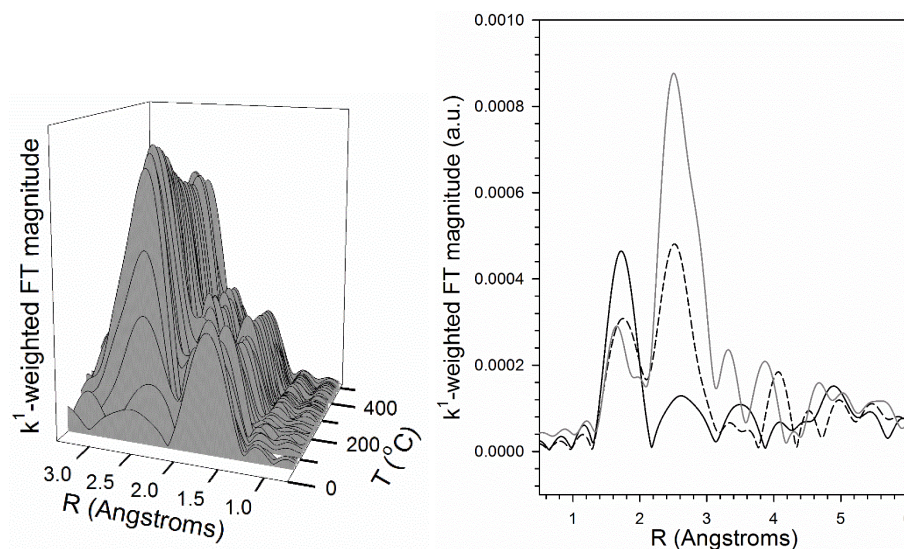 k¹-weighted FT magnitude
3.0
2.5
2.0
1.5
1.0
R (Angstroms)
0
200
400
T (°C)
k¹-weighted FT magnitude (a.u.)
0.0010
0.0008
0.0006
0.0004
0.0002
0.0000
1 2 3 4 5
R (Angstroms)